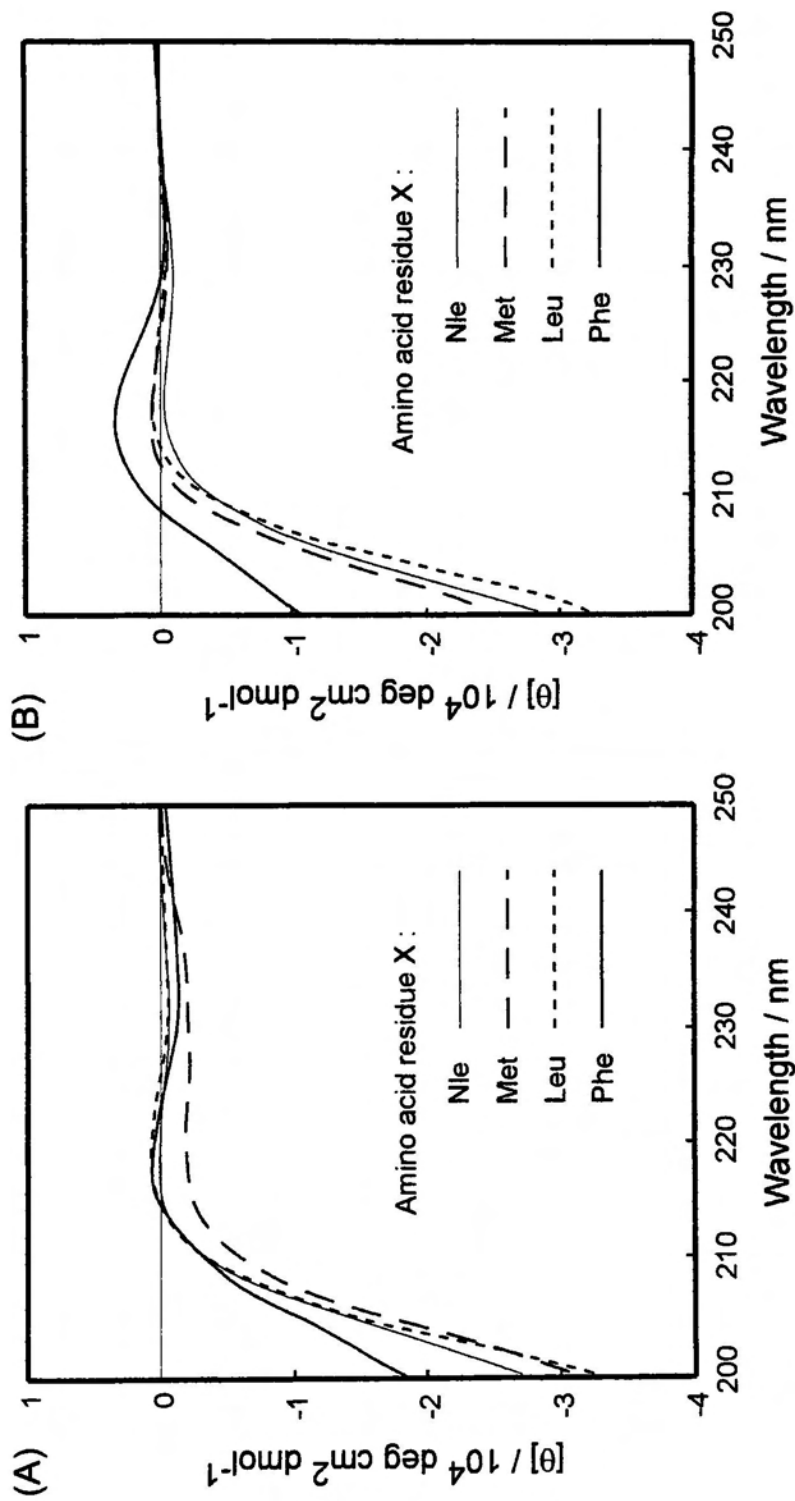 (A)
[θ] / 10⁴ deg cm² dmol⁻¹
1
0
-1
-2
-3
-4
200
210
220
230
240
250
Wavelength / nm
Amino acid residue X :
Nle
Met
Leu
Phe
(B)
[θ] / 10⁴ deg cm² dmol⁻¹
1
0
-1
-2
-3
-4
200
210
220
230
240
250
Wavelength / nm
Amino acid residue X :
Nle
Met
Leu
Phe